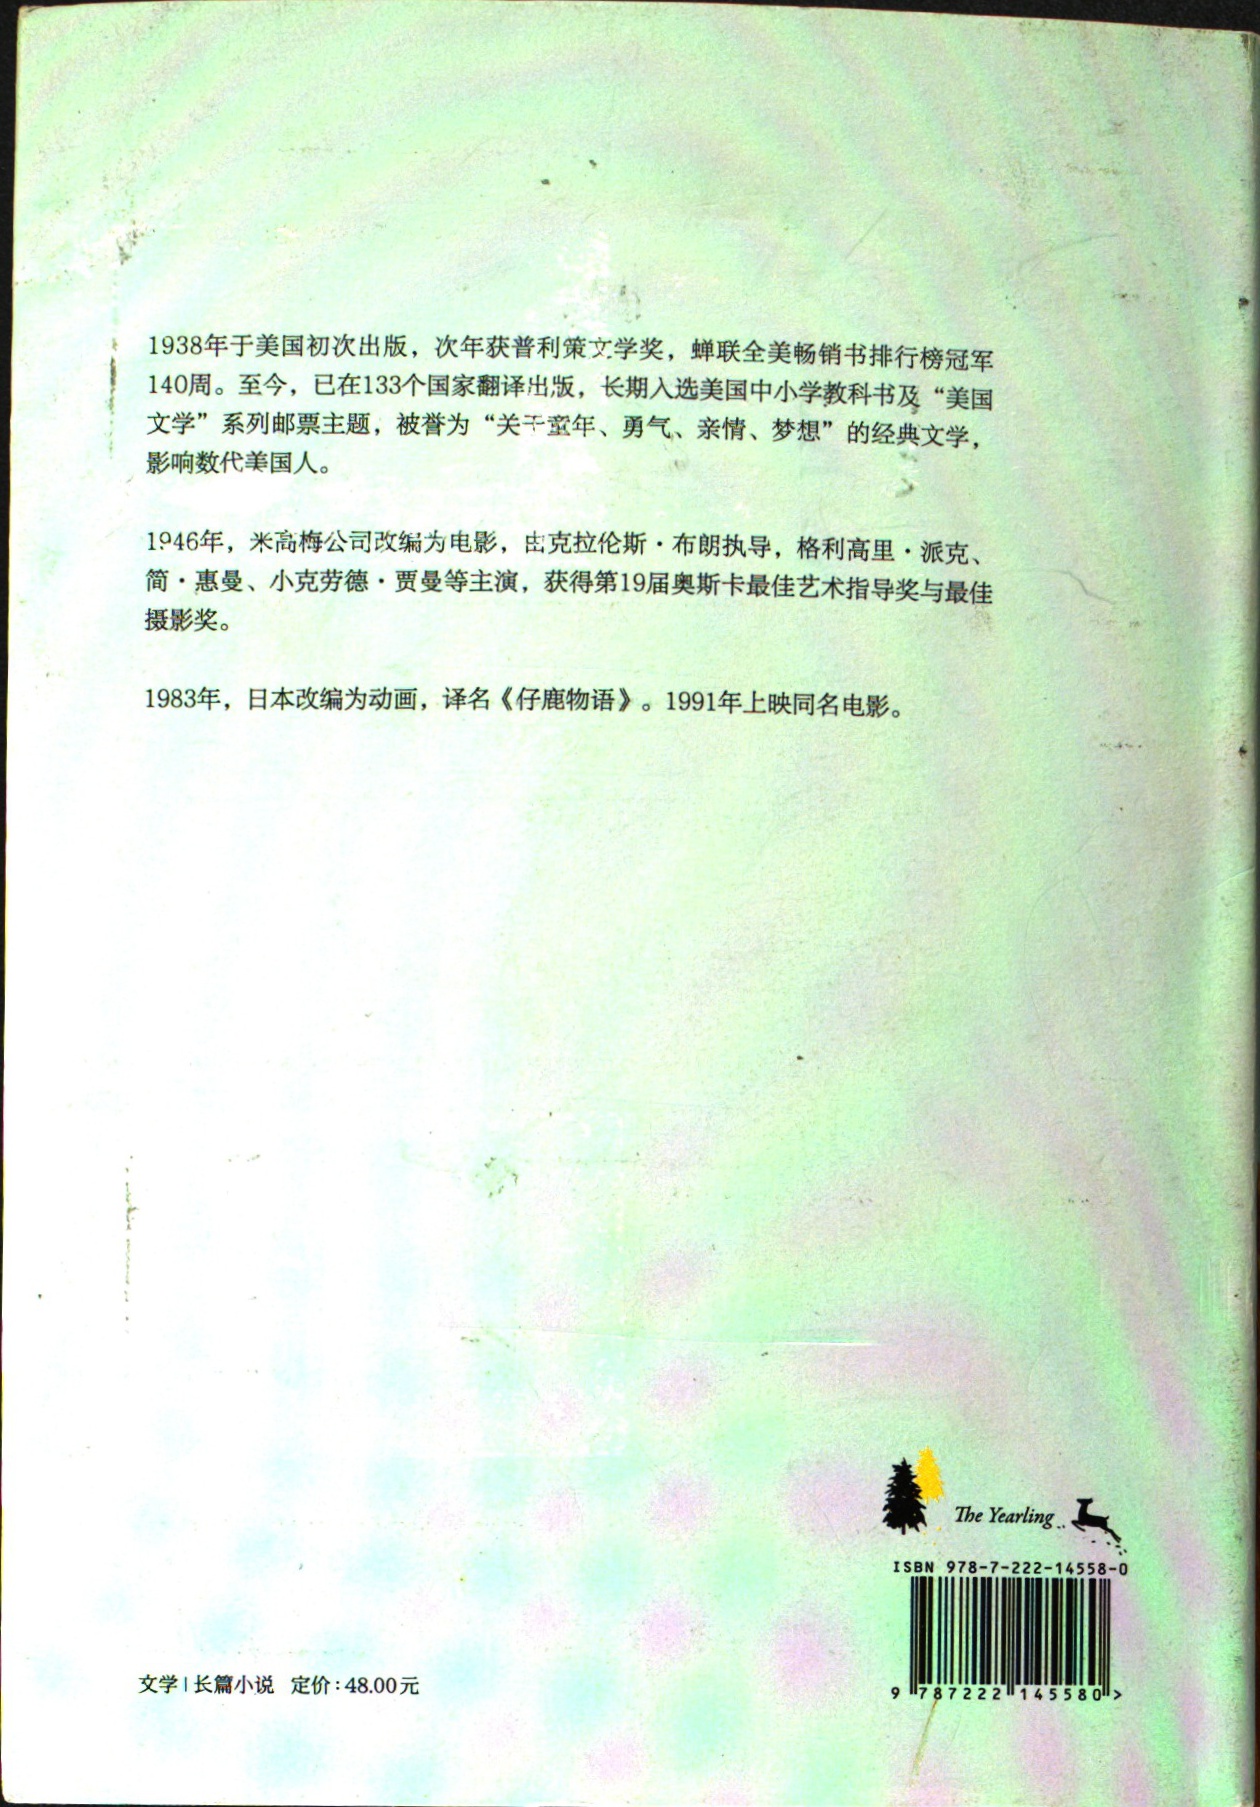 1938年于美国初次出版，次年获普利策文学奖，蝉联全美畅销书排行榜冠军
140周。至今，已在133个国家翻译出版，长期入选美国中小学教科书及“美国
文学”系列邮票主题，被誉为“关于童年、勇气、亲情、梦想”的经典文学，
影响数代美国人。
1946年，米高梅公司改编为电影，由克拉伦斯·布朗执导，格利高里·派克、
简·惠曼、小克劳德·贾曼等主演，获得第19届奥斯卡最佳艺术指导奖与最佳
摄影奖。
1983年，日本改编为动画，译名《仔鹿物语》。1991年上映同名电影。
The Yearling
ISBN 978-7-222-14558-0
9 787222 145580>
文学|长篇小说 定价：48.00元